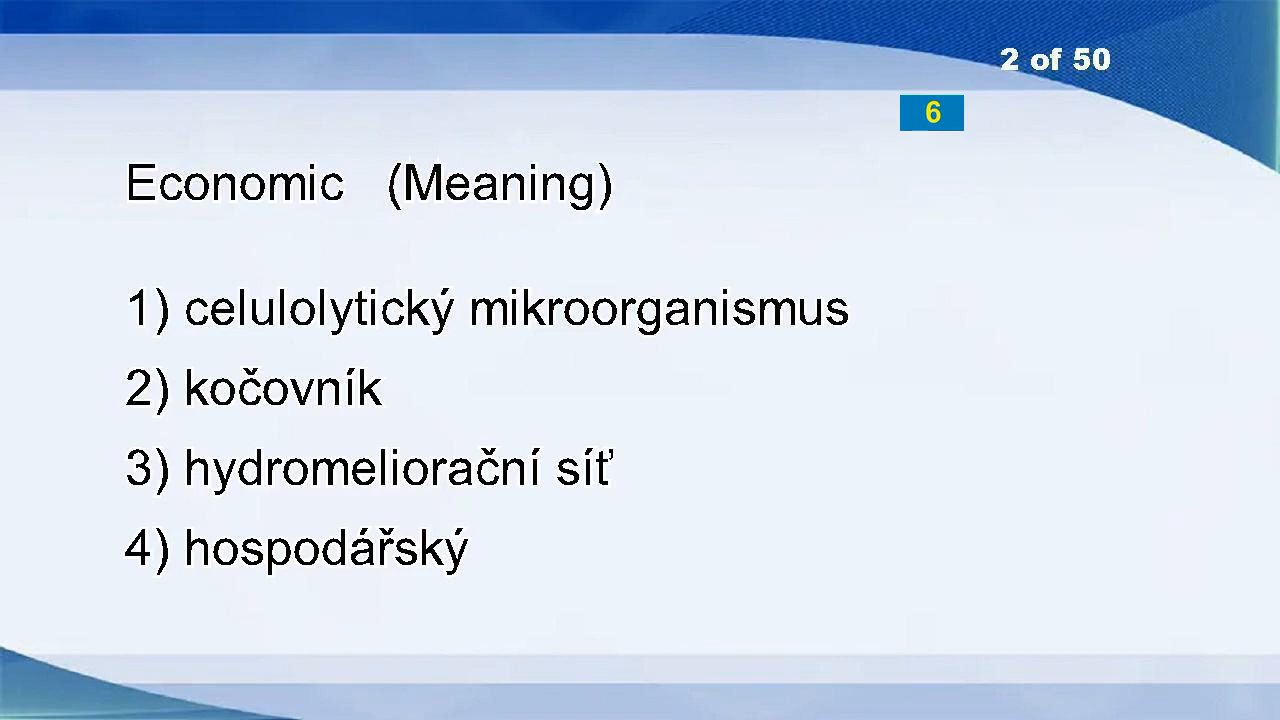 2 of 50
6
Economic (Meaning)
1) celulolytický mikroorganismus
2) kočovník
3) hydromeliorační síť
4) hospodářský